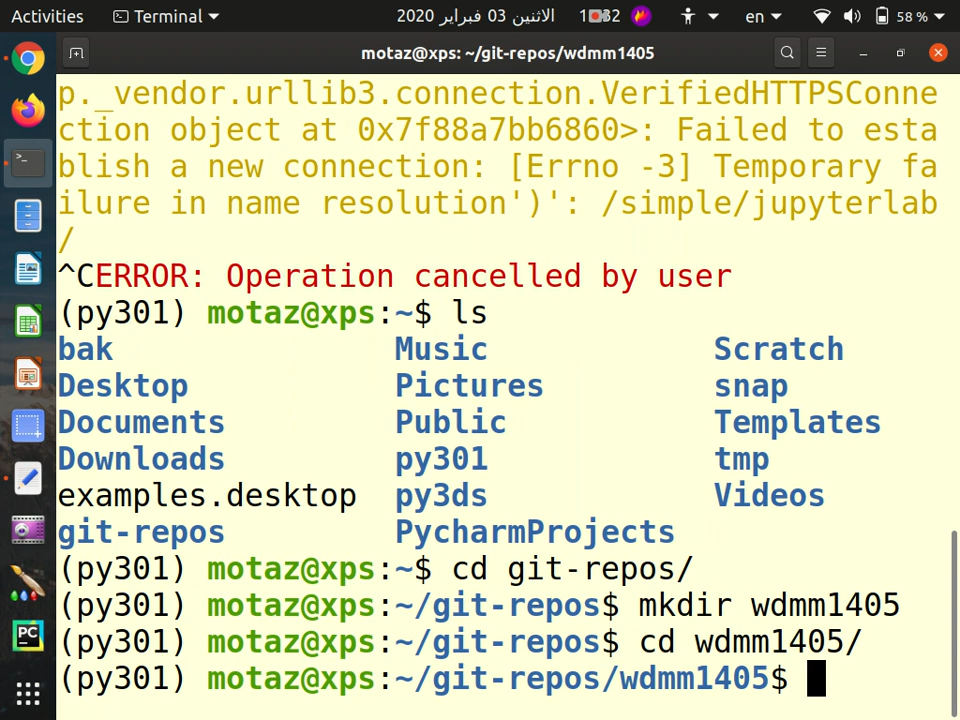 Activities Terminal الاثنين 03 فبراير 2020 en 58 %
motaz@xps: ~/git-repos/wdmm1405
p._vendor.urllib3.connection.VerifiedHTTPSConne
ction object at 0x7f88a7bb6860>: Failed to esta
blish a new connection: [Errno -3] Temporary fa
ilure in name resolution')': /simple/jupyterlab
/
^CERROR: Operation cancelled by user
(py301) motaz@xps:~$ ls
bak Music Scratch
Desktop Pictures snap
Documents Public Templates
Downloads py301 tmp
examples.desktop py3ds Videos
git-repos PycharmProjects
(py301) motaz@xps:~$ cd git-repos/
(py301) motaz@xps:~/git-repos$ mkdir wdmm1405
(py301) motaz@xps:~/git-repos$ cd wdmm1405/
(py301) motaz@xps:~/git-repos/wdmm1405$
PC